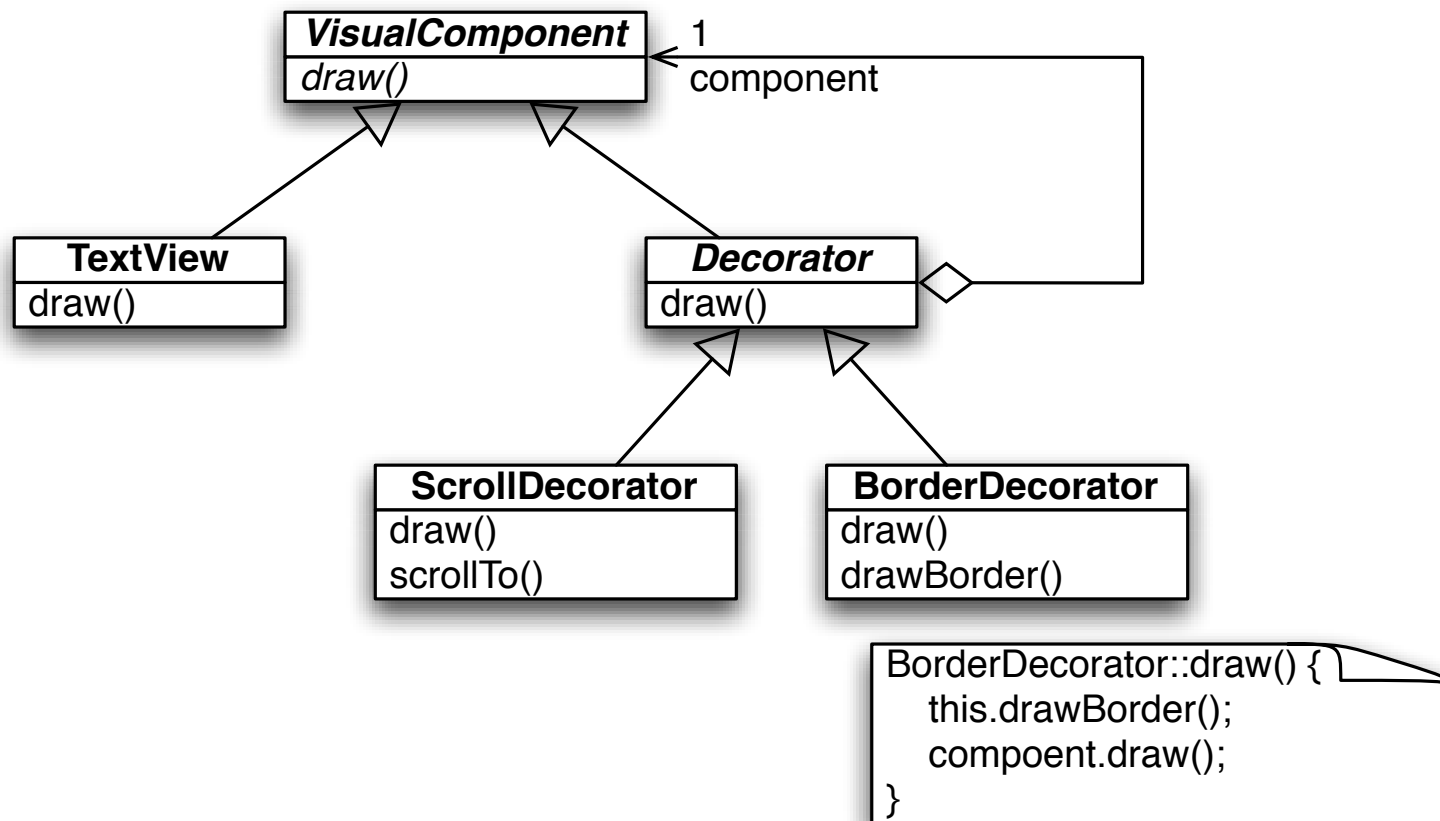 VisualComponent
draw()
1
component
TextView
draw()
Decorator
draw()
ScrollDecorator
draw()
scrollTo()
BorderDecorator
draw()
drawBorder()
BorderDecorator::draw() {
this.drawBorder();
compoent.draw();
}